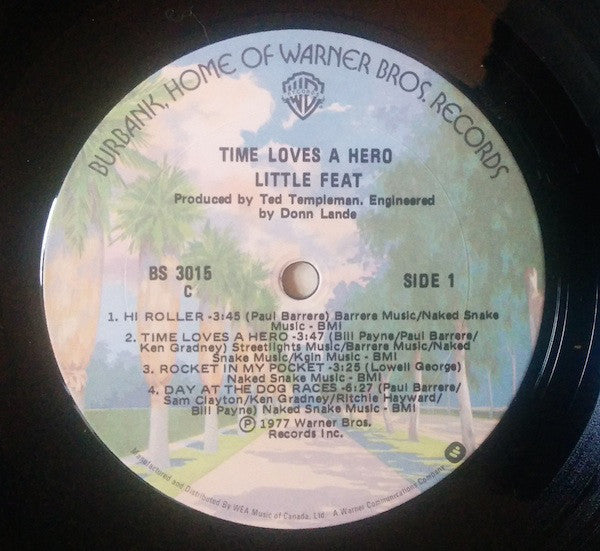 BURBANK, HOME OF WARNER BROS. RECORDS
TIME LOVES A HERO
LITTLE FEAT
Produced by Ted Templeman. Engineered
by Donn Lande
BS 3015
C
SIDE 1
1. HI ROLLER -3:45 (Paul Barrere) Barrere Music/Naked Snake
Music - BMI
2. TIME LOVES A HERO -3:47 (Bill Payne/Paul Barrere/
Ken Gradney) Streetlights Music/Barrere Music/Naked
Snake Music/Kgin Music - BMI
3. ROCKET IN MY POCKET -3:25 (Lowell George)
Naked Snake Music - BMI
4. DAY AT THE DOG RACES -6:27 (Paul Barrere/
Sam Clayton/Ken Gradney/Ritchie Hayward/
Bill Payne) Naked Snake Music - BMI
Ⓟ 1977 Warner Bros.
Records Inc.
Manufactured and Distributed By WEA Music of Canada, Ltd. A Warner Communications Company